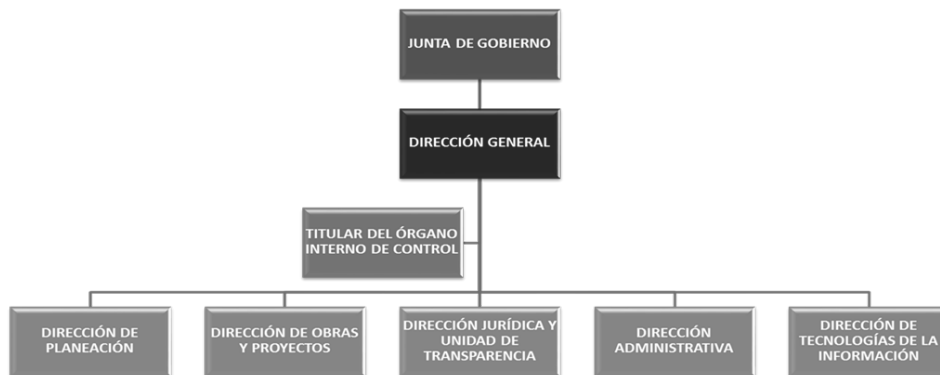 JUNTA DE GOBIERNO
DIRECCIÓN GENERAL
TITULAR DEL ÓRGANO
INTERNO DE CONTROL
DIRECCIÓN DE
PLANEACIÓN
DIRECCIÓN DE OBRAS
Y PROYECTOS
DIRECCIÓN JURÍDICA Y
UNIDAD DE
TRANSPARENCIA
DIRECCIÓN
ADMINISTRATIVA
DIRECCIÓN DE
TECNOLOGÍAS DE LA
INFORMACIÓN